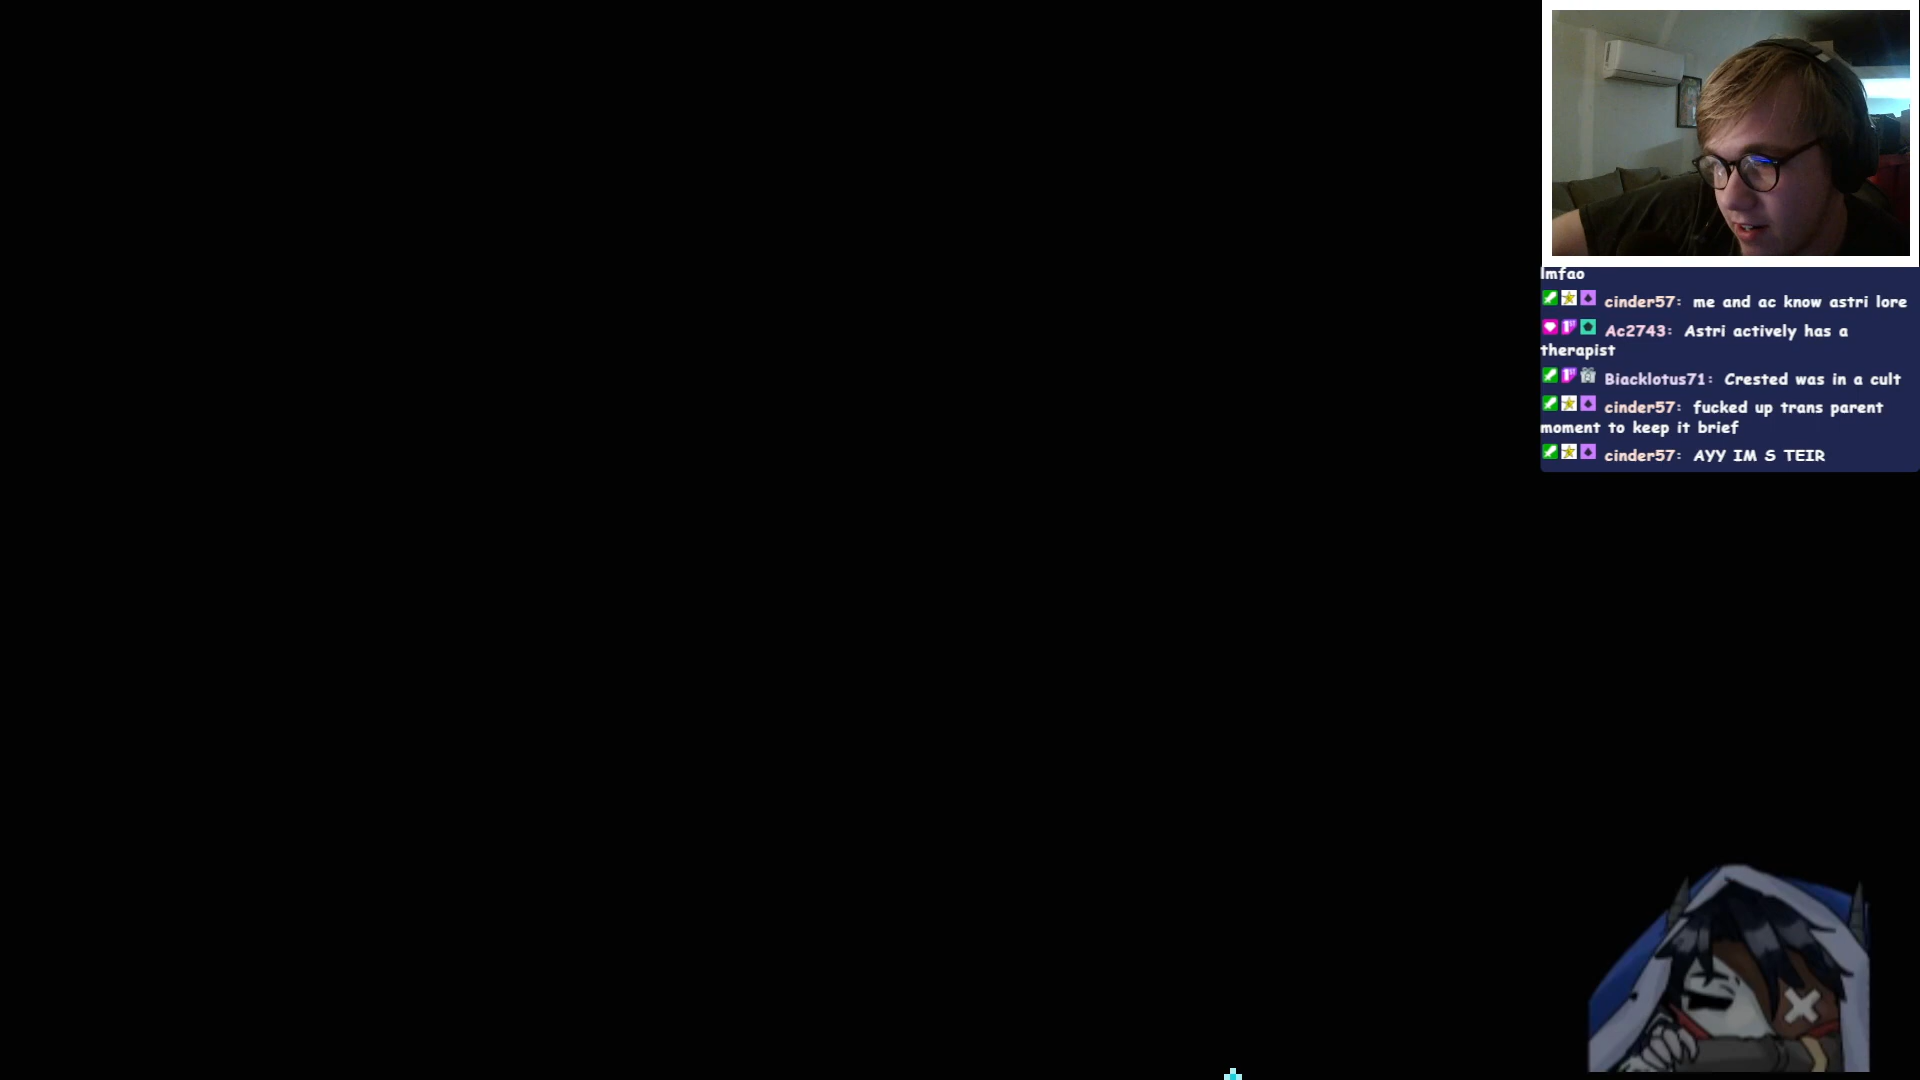 lmfao
cinder57: me and ac know astri lore
Ac2743: Astri actively has a
therapist
Biacklotus71: Crested was in a cult
cinder57: fucked up trans parent
moment to keep it brief
cinder57: AYY IM S TEIR